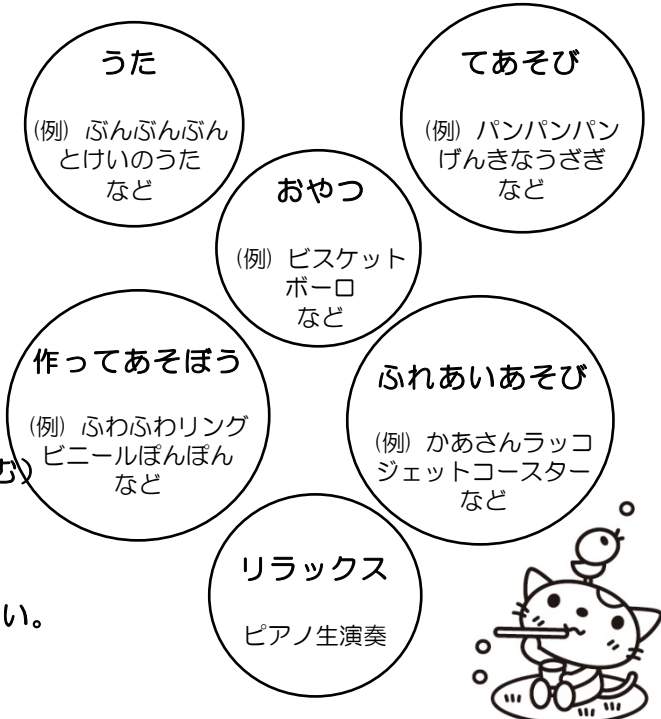 うた
(例) ぶんぶんぶん
とけいのうた
など
てあそび
(例) パンパンパン
げんきなうさぎ
など
おやつ
(例) ビスケット
ボーロ
など
作ってあそぼう
(例) ふわふわリング
ビニールぽんぽん
など
ふれあいあそび
(例) かあさんラッコ
ジェットコースター
など
む)
リラックス
ピアノ生演奏
い。